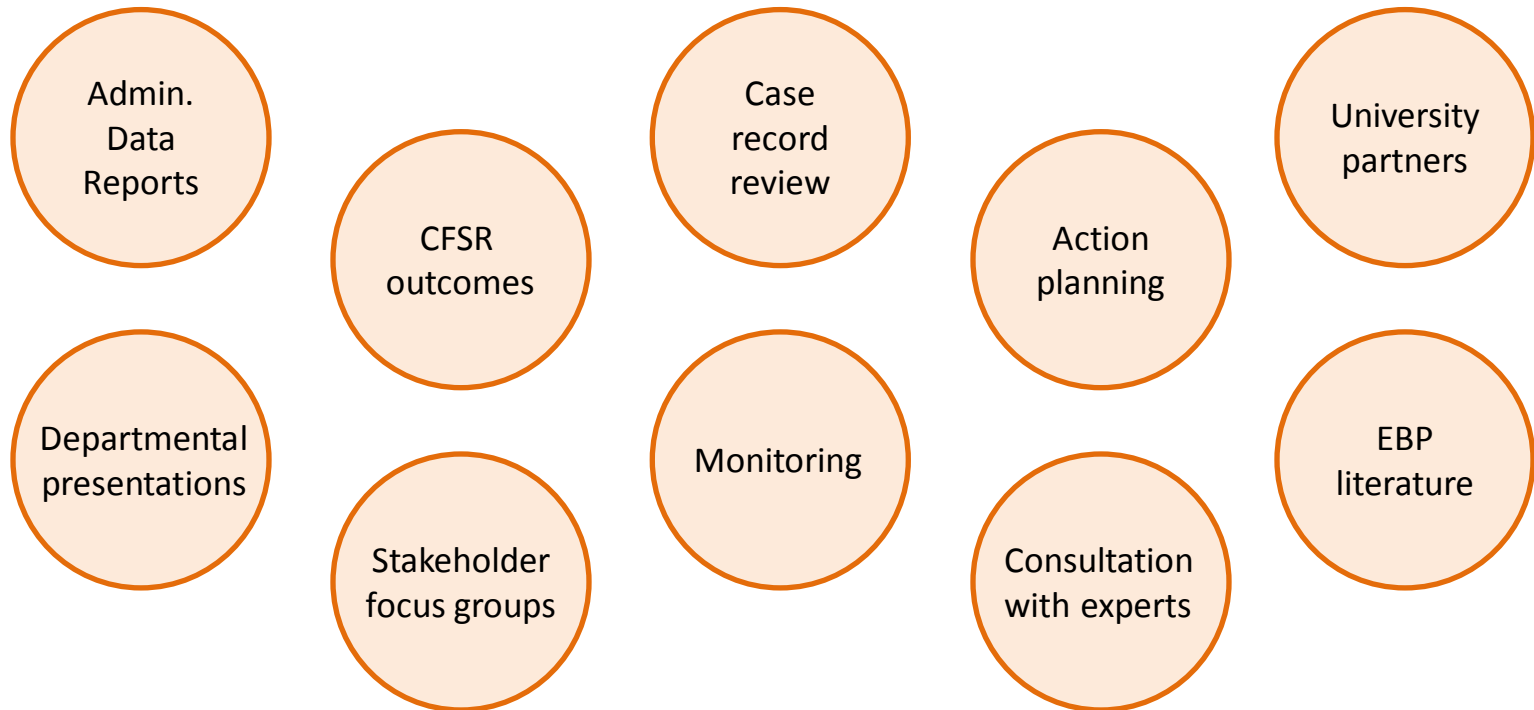 Admin.
Data
Reports
CFSR
outcomes
Case
record
review
Action
planning
University
partners
Departmental
presentations
Stakeholder
focus groups
Monitoring
Consultation
with experts
EBP
literature